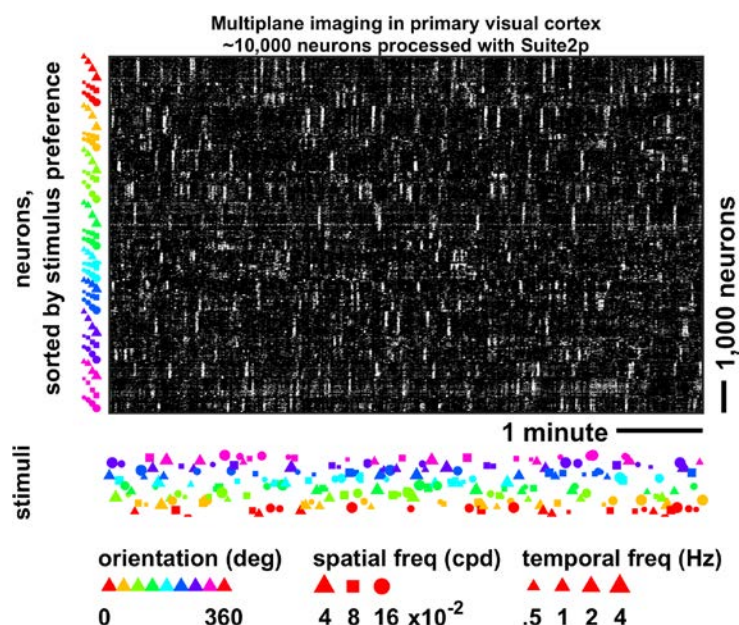 Multiplane imaging in primary visual cortex
~10,000 neurons processed with Suite2p
neurons,
sorted by stimulus preference
1,000 neurons
1 minute
stimuli
orientation (deg)
0 360
spatial freq (cpd)
4 8 16 x10-2
temporal freq (Hz)
.5 1 2 4